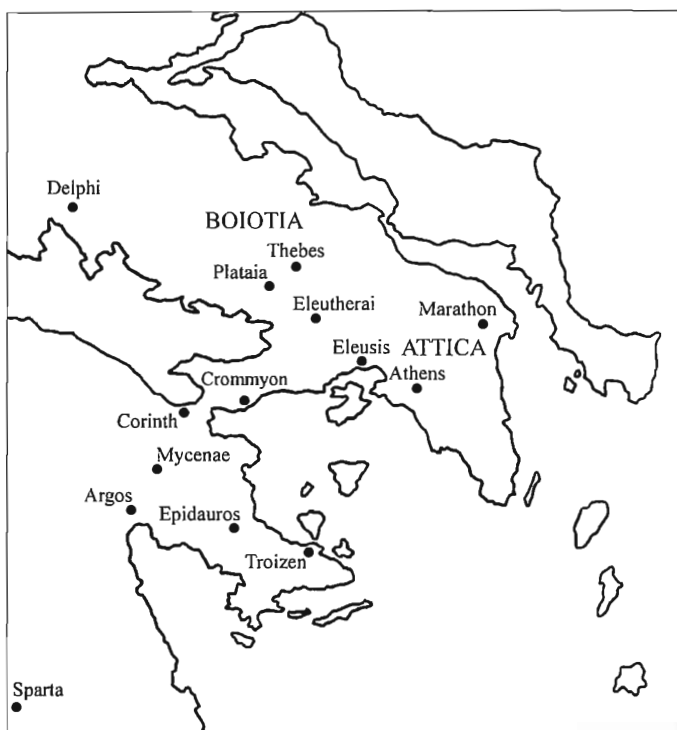 Delphi
BOIOTIA
Thebes
Plataia
Eleutherai
Marathon
Eleusis
ATTICA
Crommyon
Athens
Corinth
Mycenae
Argos
Epidauros
Troizen
Sparta